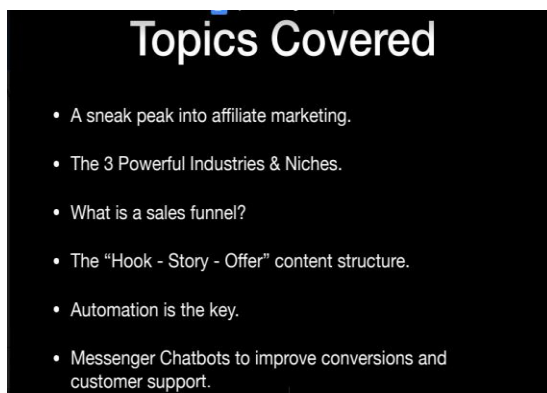 Topics Covered
• A sneak peak into affiliate marketing.
• The 3 Powerful Industries & Niches.
• What is a sales funnel?
• The “Hook - Story - Offer” content structure.
• Automation is the key.
• Messenger Chatbots to improve conversions and
customer support.